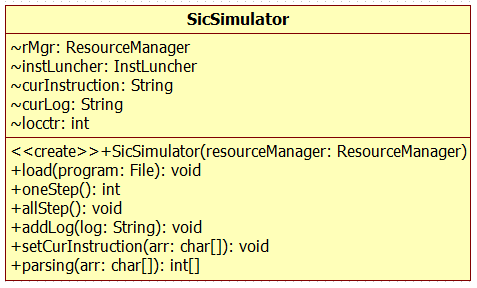 SicSimulator
~rMgr: ResourceManager
~instLuncher: InstLuncher
~curInstruction: String
~curLog: String
~locctr: int
<<create>>+SicSimulator(resourceManager: ResourceManager)
+load(program: File): void
+oneStep(): int
+allStep(): void
+addLog(log: String): void
+setCurInstruction(arr: char[]): void
+parsing(arr: char[]): int[]